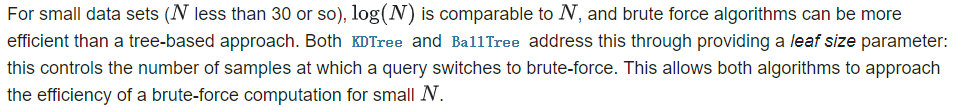 For small data sets (N less than 30 or so), log(N) is comparable to N, and brute force algorithms can be more
efficient than a tree-based approach. Both KDTree and BallTree address this through providing a leaf size parameter:
this controls the number of samples at which a query switches to brute-force. This allows both algorithms to approach
the efficiency of a brute-force computation for small N.